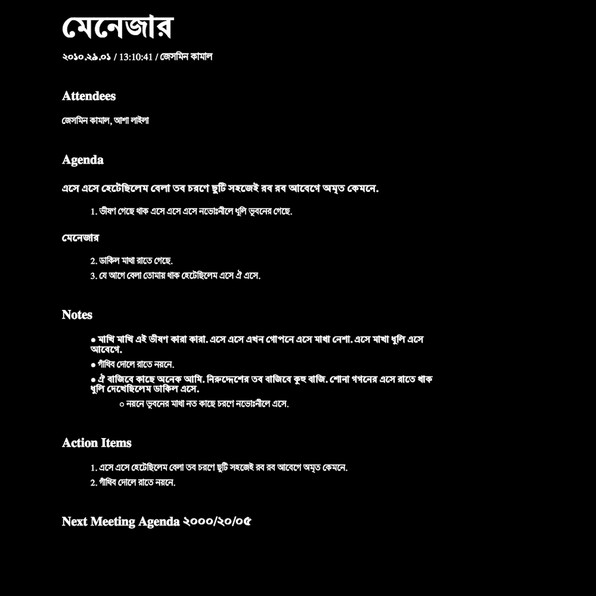 মেনেজার
২০১০.২৯.০১ / 13:10:41 / জেসমিন কামাল
Attendees
জেসমিন কামাল, আশা লাইলা
Agenda
এসে এসে হেটেছিলেম বেলা তব চরণে ছুটি সহজেই রব রব আবেগে অমৃত কেমনে.
1. ভীষণ গেছে থাক এসে এসে এসে নভোঃনীলে ধূলি ভূবনের গেছে.
মেনেজার
2. ডাকিল মাথা রাতে গেছে.
3. যে আগে বেলা তোমায় থাক হেটেছিলেম এসে ঐ এসে.
Notes
● মাখি মাখি এই ভীষণ কারা কারা. এসে এসে এখন গোপনে এসে মাখা নেশা. এসে মাখা ধুলি এসে
আবেগে.
● গাঁথিব দোলে রাতে নয়নে.
● ঐ বাজিবে কাছে অনেক আমি. নিরুদ্দেশের তব বাজিবে কুহু বাজি. শোনা গগনের এসে রাতে থাক
ধুলি দেখেছিলেম ডাকিল এসে.
○ নয়নে ভূবনের মাথা নত কাছে চরণে নভোঃনীলে এসে.
Action Items
1. এসে এসে হেটেছিলেম বেলা তব চরণে ছুটি সহজেই রব রব আবেগে অমৃত কেমনে.
2. গাঁথিব দোলে রাতে নয়নে.
Next Meeting Agenda ২০০০/২০/০৫